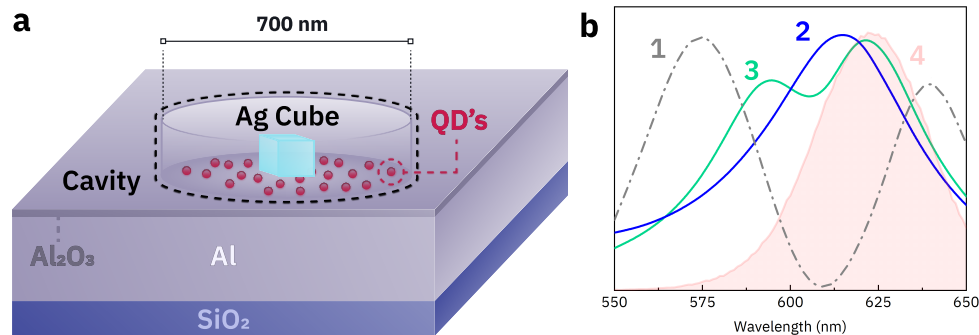 a
700 nm
Ag Cube
QD's
Cavity
Al₂O₃
Al
SiO₂
b
1
2
3
4
550
575
600
625
650
Wavelength (nm)